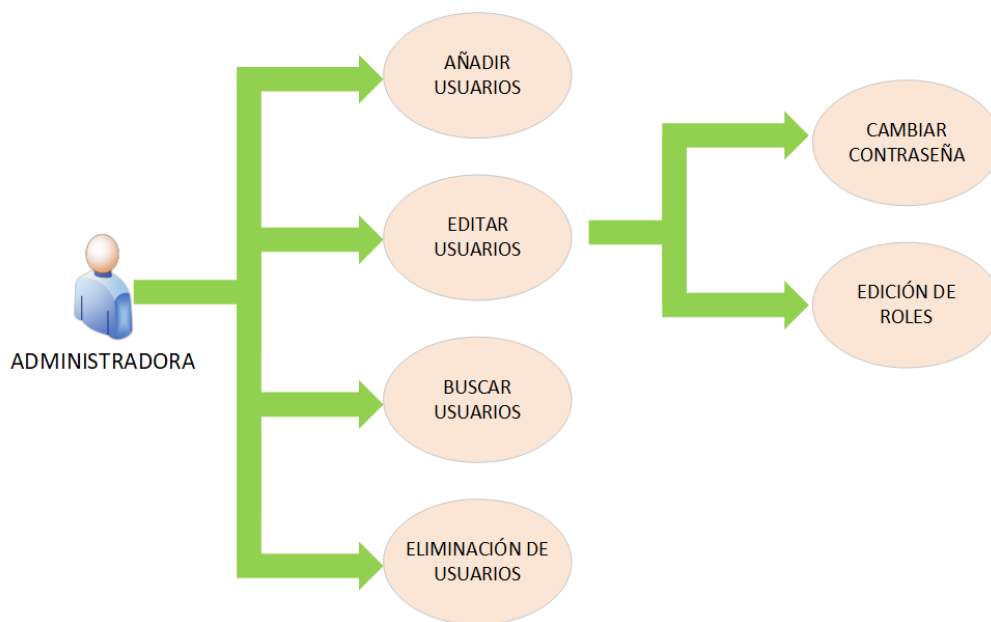 AÑADIR
USUARIOS
CAMBIAR
CONTRASEÑA
EDITAR
USUARIOS
EDICIÓN DE
ROLES
ADMINISTRADORA
BUSCAR
USUARIOS
ELIMINACIÓN DE
USUARIOS